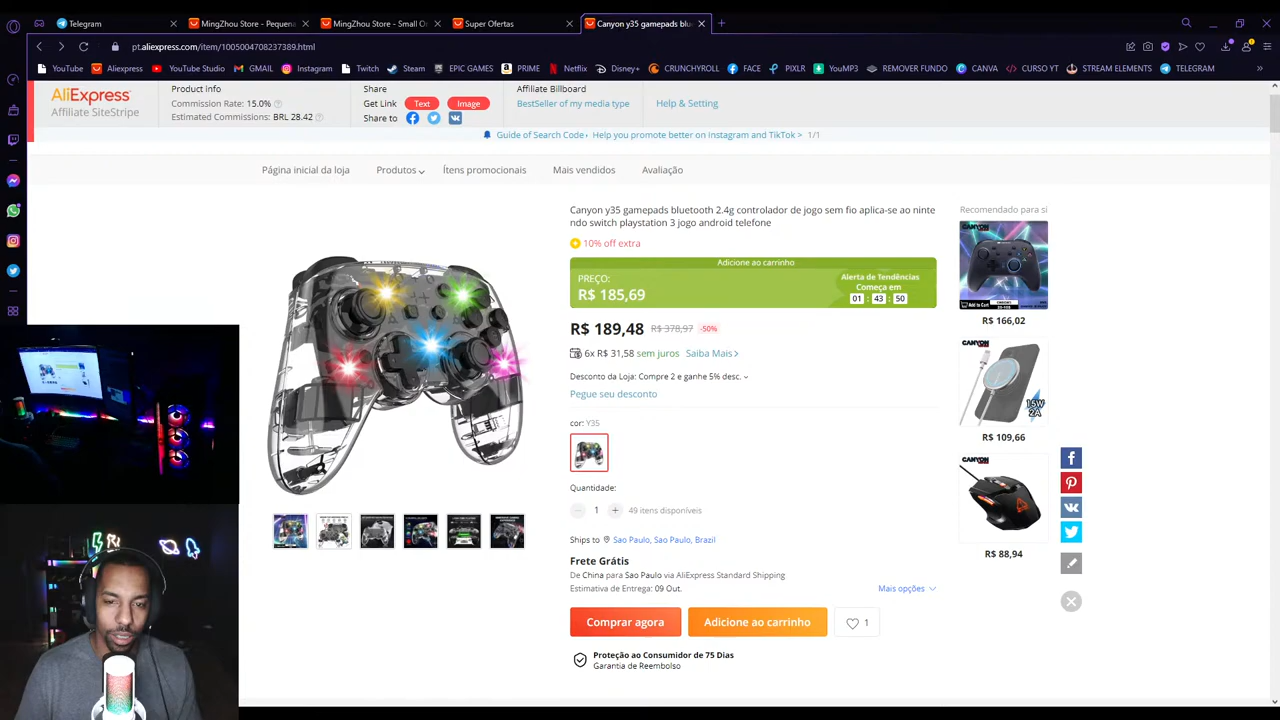 Telegram
MingZhou Store - Pequena
MingZhou Store - Small O
Super Ofertas
Canyon y35 gamepads blu
pt.aliexpress.com/item/1005004708237389.html
YouTube
Aliexpress
YouTube Studio
GMAIL
Instagram
Twitch
Steam
EPIC GAMES
PRIME
Netflix
Disney+
CRUNCHYROLL
FACE
PIXLR
YouMP3
REMOVER FUNDO
CANVA
CURSO YT
STREAM ELEMENTS
TELEGRAM
AliExpress
Affiliate SiteStripe
Product info
Commission Rate: 15.0%
Estimated Commissions: BRL 28.42
Share
Get Link Text Image
Share to
Affiliate Billboard
BestSeller of my media type
Help & Setting
Guide of Search Code› Help you promote better on Instagram and TikTok > 1/1
Página inicial da loja
Produtos
Ítens promocionais
Mais vendidos
Avaliação
Canyon y35 gamepads bluetooth 2.4g controlador de jogo sem fio aplica-se ao ninte
ndo switch playstation 3 jogo android telefone
10% off extra
Adicione ao carrinho
PREÇO:
R$ 185,69
Alerta de Tendências
Começa em
01 : 43 : 50
R$ 189,48 R$ 378,97 -50%
6x R$ 31,58 sem juros Saiba Mais
Desconto da Loja: Compre 2 e ganhe 5% desc.
Pegue seu desconto
cor: Y35
Quantidade:
1
49 itens disponíveis
Ships to Sao Paulo, Sao Paulo, Brazil
Frete Grátis
De China para Sao Paulo via AliExpress Standard Shipping
Estimativa de Entrega: 09 Out.
Mais opções
Comprar agora
Adicione ao carrinho
1
Proteção ao Consumidor de 75 Dias
Garantia de Reembolso
Recomendado para si
CANYON
R$ 166,02
CANYON
15W
2A
R$ 109,66
CANYON
R$ 88,94